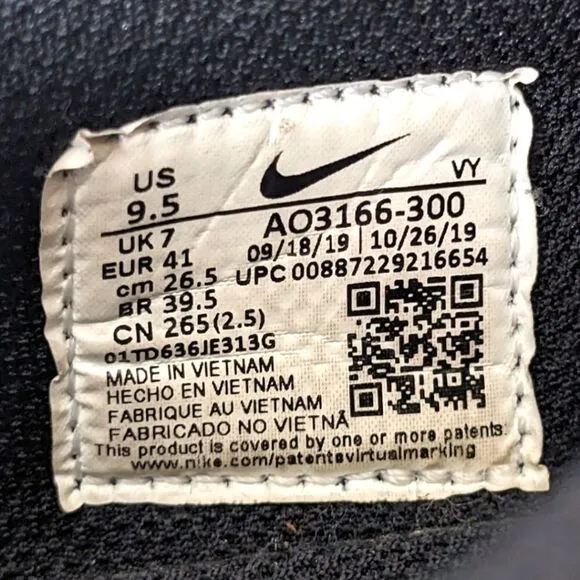 US
9.5
VY
UK 7
EUR 41
cm 26.5
BR 39.5
CN 265(2.5)
AO3166-300
09/18/19 | 10/26/19
UPC 00887229216654
01TD636JE313G
MADE IN VIETNAM
HECHO EN VIETNAM
FABRIQUE AU VIETNAM
FABRICADO NO VIETNÃ
This product is covered by one or more patents.
www.nike.com/patentsvirtualmarking